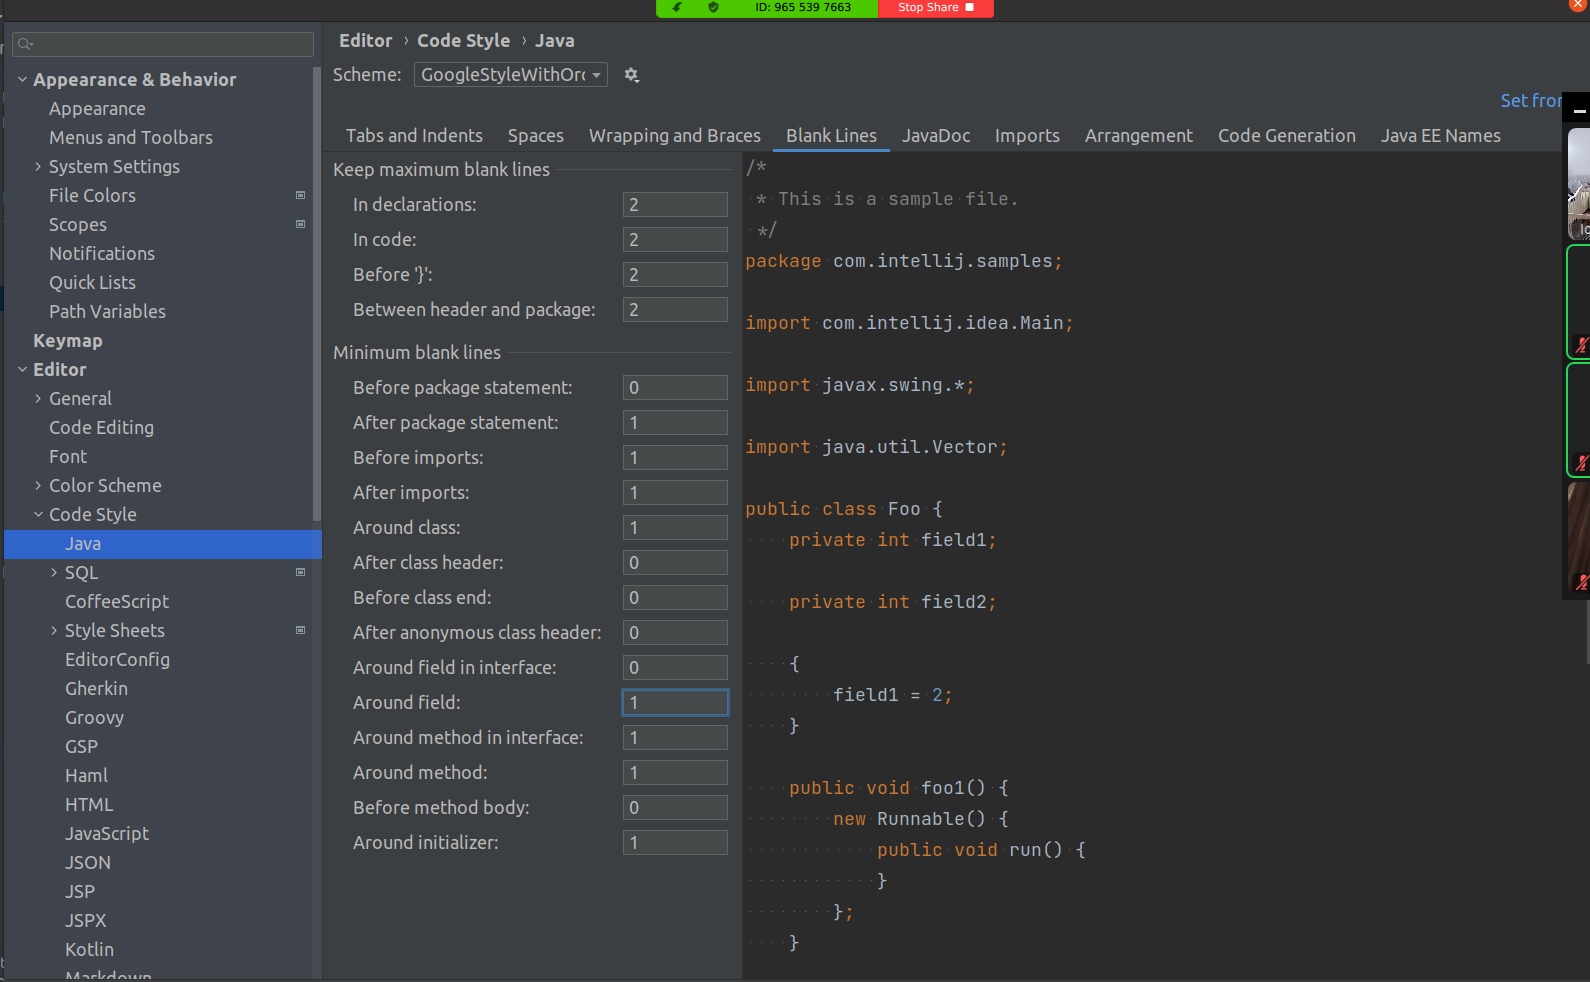 ID: 965 539 7663 Stop Share
Editor › Code Style › Java
Scheme: GoogleStyleWithOrd
Set from
Tabs and Indents Spaces Wrapping and Braces Blank Lines JavaDoc Imports Arrangement Code Generation Java EE Names
Appearance & Behavior
Appearance
Menus and Toolbars
System Settings
File Colors
Scopes
Notifications
Quick Lists
Path Variables
Keymap
Editor
General
Code Editing
Font
Color Scheme
Code Style
Java
SQL
CoffeeScript
Style Sheets
EditorConfig
Gherkin
Groovy
GSP
Haml
HTML
JavaScript
JSON
JSP
JSPX
Kotlin
Markdown
Keep maximum blank lines
In declarations: 2
In code: 2
Before '}': 2
Between header and package: 2
Minimum blank lines
Before package statement: 0
After package statement: 1
Before imports: 1
After imports: 1
Around class: 1
After class header: 0
Before class end: 0
After anonymous class header: 0
Around field in interface: 0
Around field: 1
Around method in interface: 1
Around method: 1
Before method body: 0
Around initializer: 1
/*
* This is a sample file.
*/
package com.intellij.samples;
import com.intellij.idea.Main;
import javax.swing.*;
import java.util.Vector;
public class Foo {
private int field1;
private int field2;
{
field1 = 2;
}
public void foo1() {
new Runnable() {
public void run() {
}
};
}